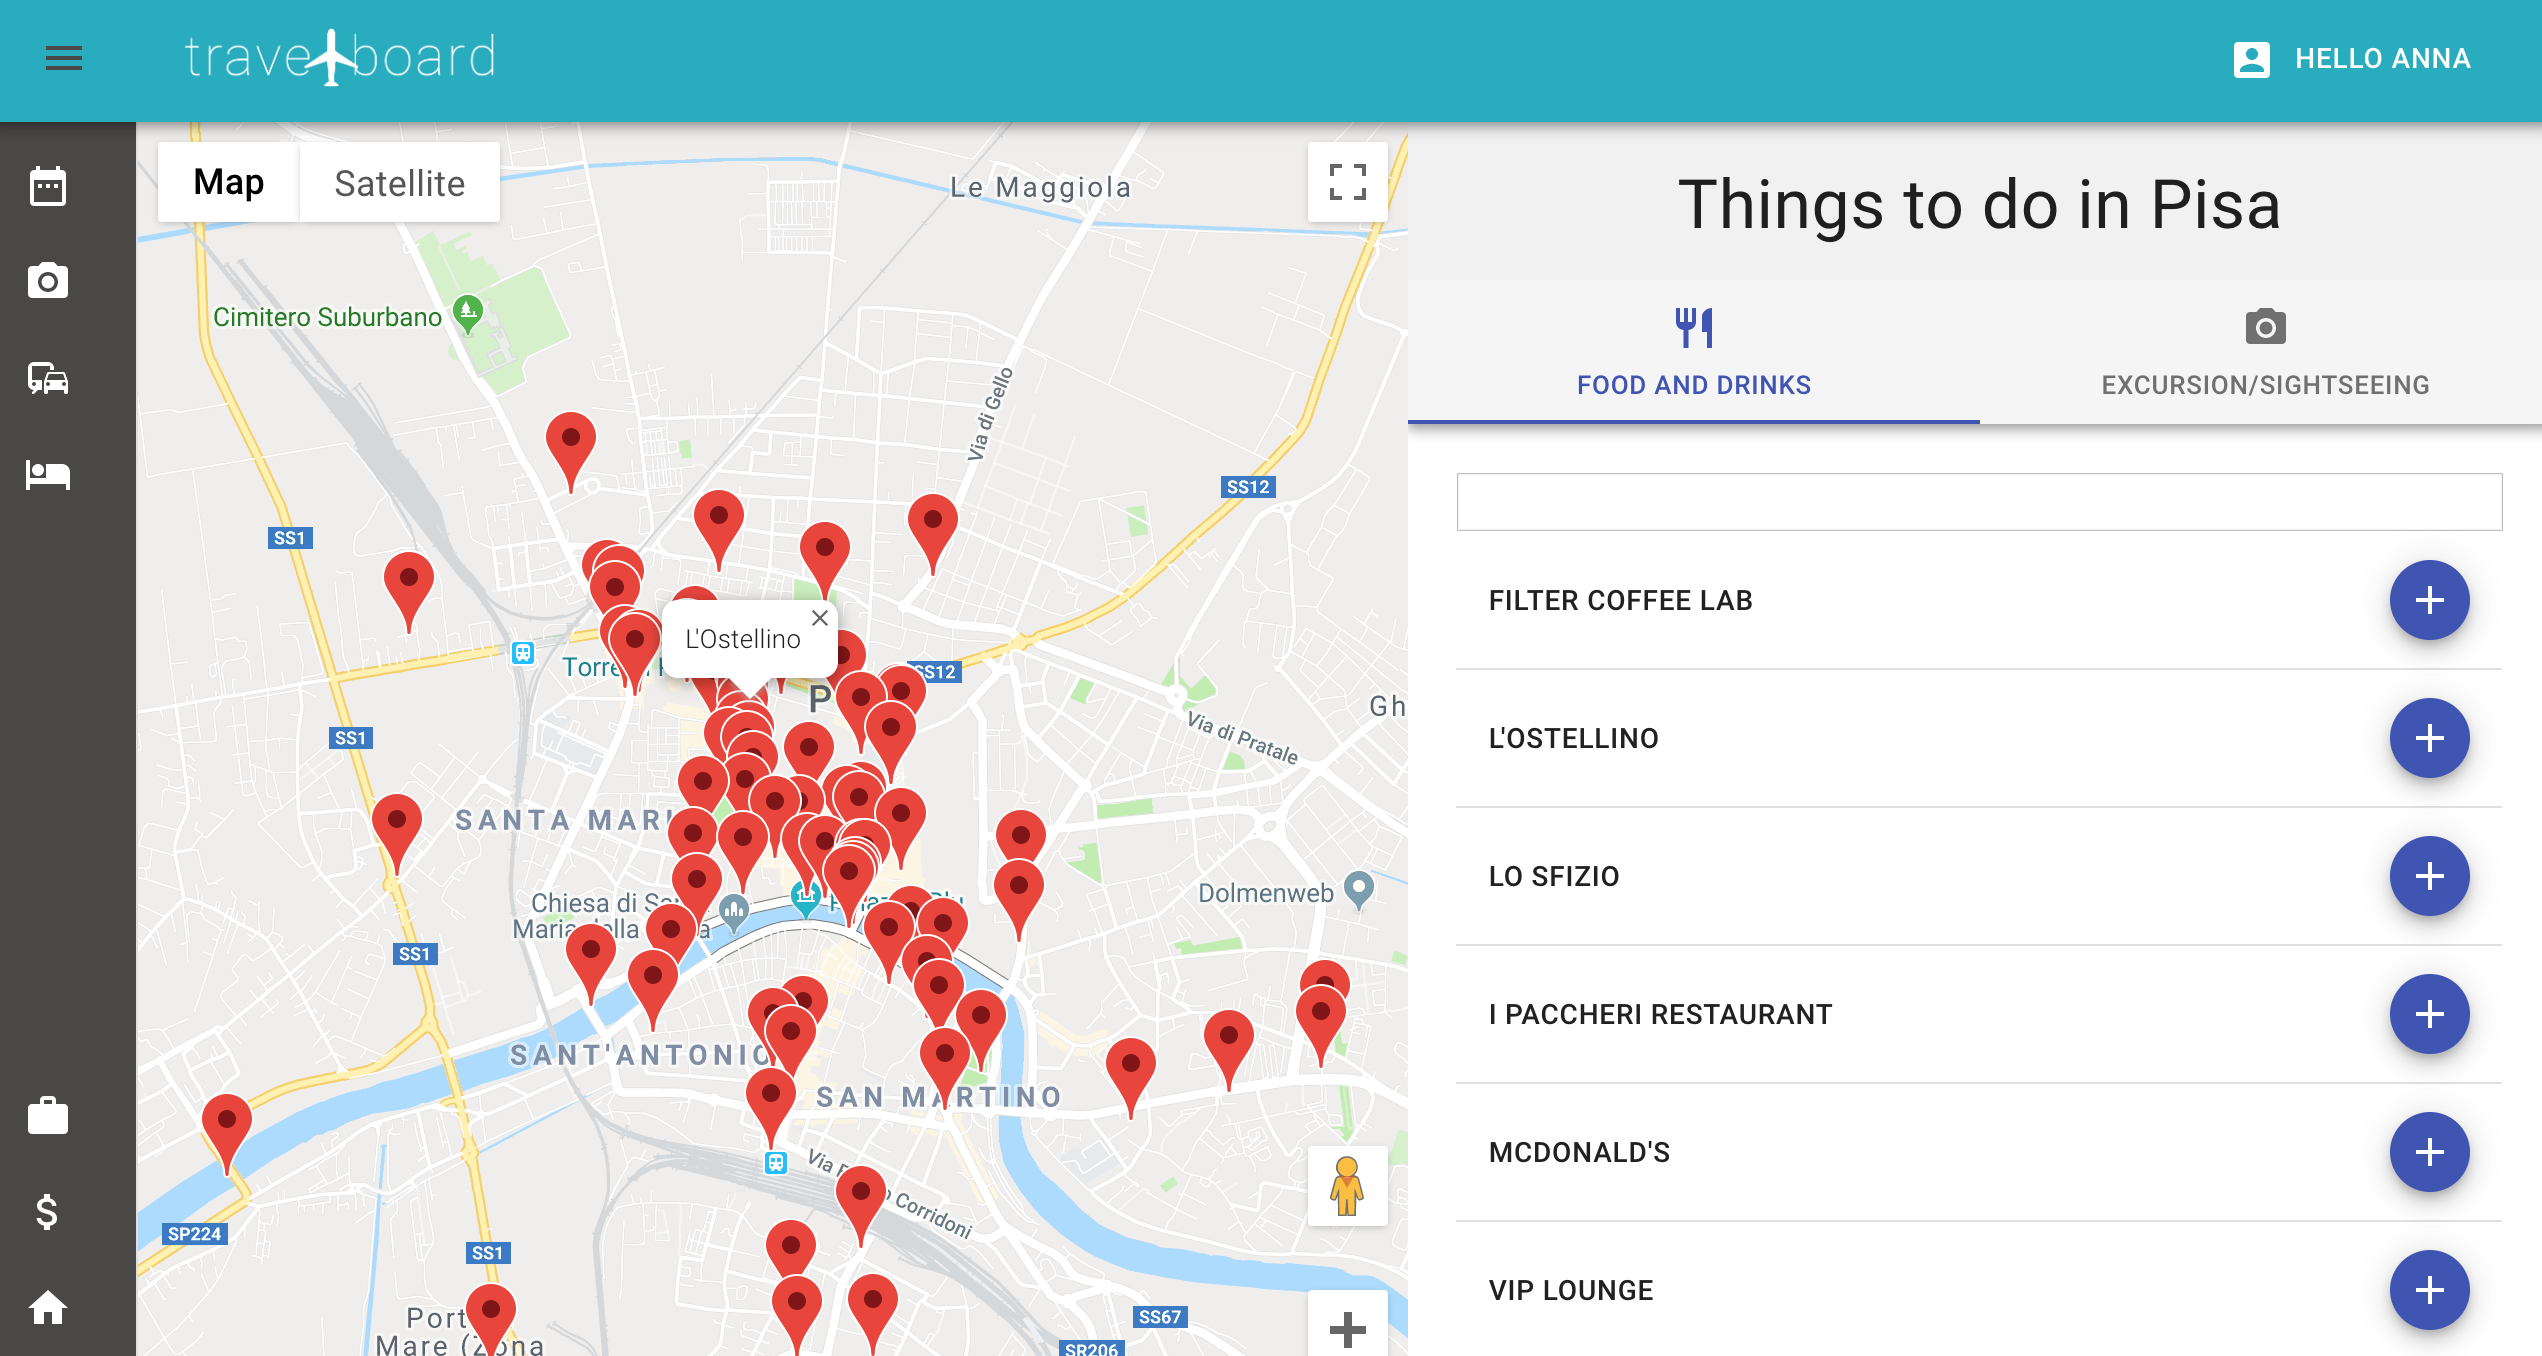 trave board
HELLO ANNA
Map
Satellite
Le Maggiola
Cimitero Suburbano
Via di Gello
SS12
SS1
L'Ostellino
Torre
SS12
P
SS1
Gh
Via di Pratale
SANTA MARI
Chiesa di Sa
Maria della
a
Dolmenweb
SS1
SANT'ANTONIO
SAN MARTINO
Via
Corridoni
SP224
SS1
Port
Mare (Zona
SS67
SR206
Things to do in Pisa
FOOD AND DRINKS
EXCURSION/SIGHTSEEING
FILTER COFFEE LAB
L'OSTELLINO
LO SFIZIO
I PACCHERI RESTAURANT
MCDONALD'S
VIP LOUNGE